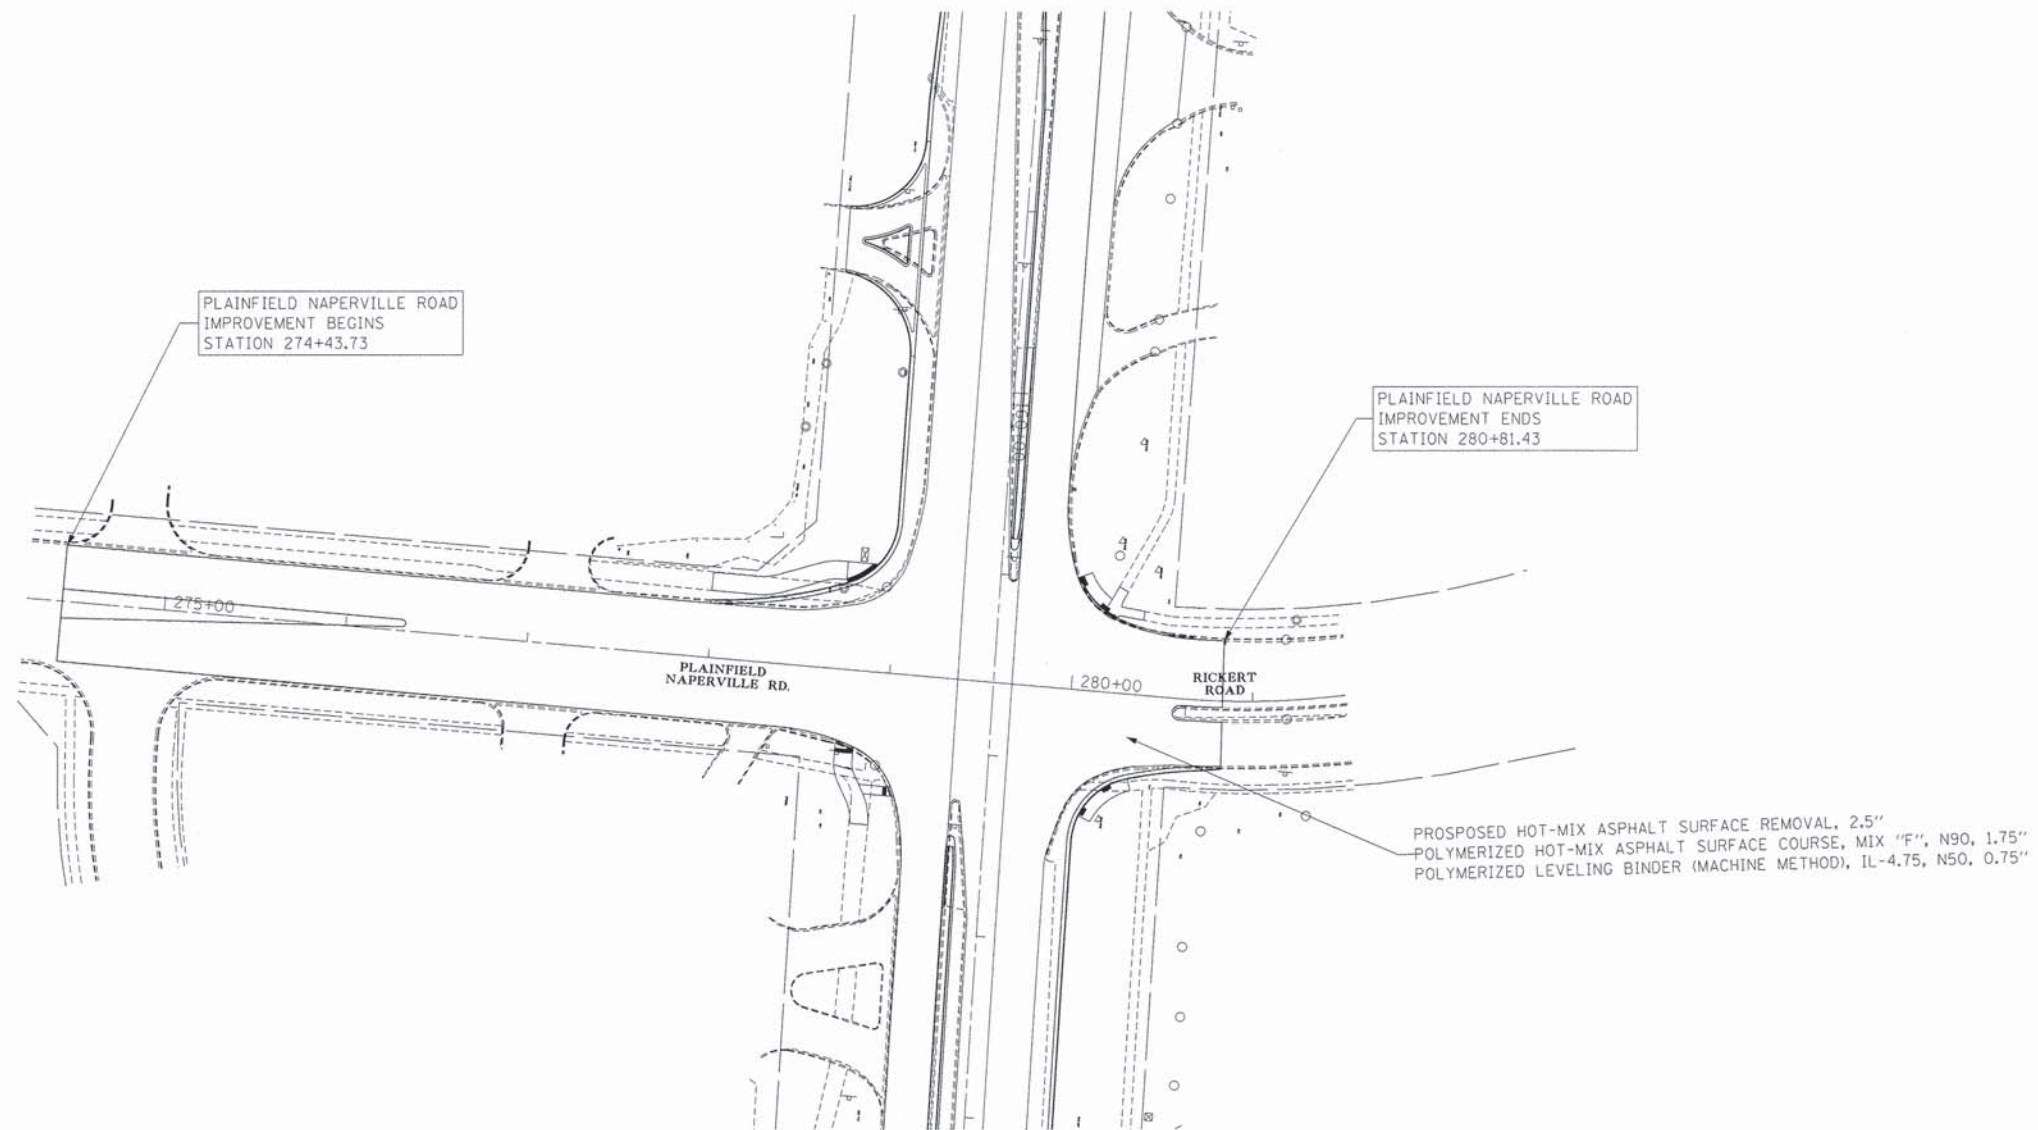 PLAINFIELD NAPERVILLE ROAD
IMPROVEMENT BEGINS
STATION 274+43.73
PLAINFIELD NAPERVILLE ROAD
IMPROVEMENT ENDS
STATION 280+81.43
275+00
PLAINFIELD
NAPERVILLE RD.
280+00
RICKERT
ROAD
PROSPOSED HOT-MIX ASPHALT SURFACE REMOVAL, 2.5"
POLYMERIZED HOT-MIX ASPHALT SURFACE COURSE, MIX "F", N90, 1.75"
POLYMERIZED LEVELING BINDER (MACHINE METHOD), IL-4.75, N50, 0.75"